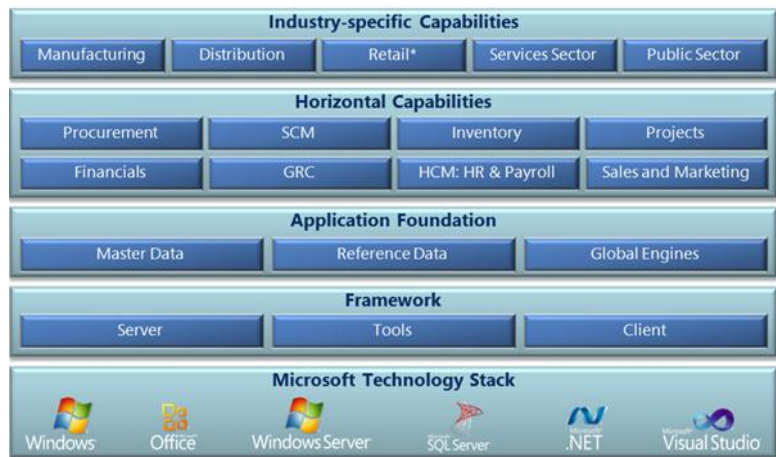 Industry-specific Capabilities
Manufacturing Distribution Retail* Services Sector Public Sector
Horizontal Capabilities
Procurement SCM Inventory Projects
Financials GRC HCM: HR & Payroll Sales and Marketing
Application Foundation
Master Data Reference Data Global Engines
Framework
Server Tools Client
Microsoft Technology Stack
Windows Office Windows Server SQL Server .NET Visual Studio